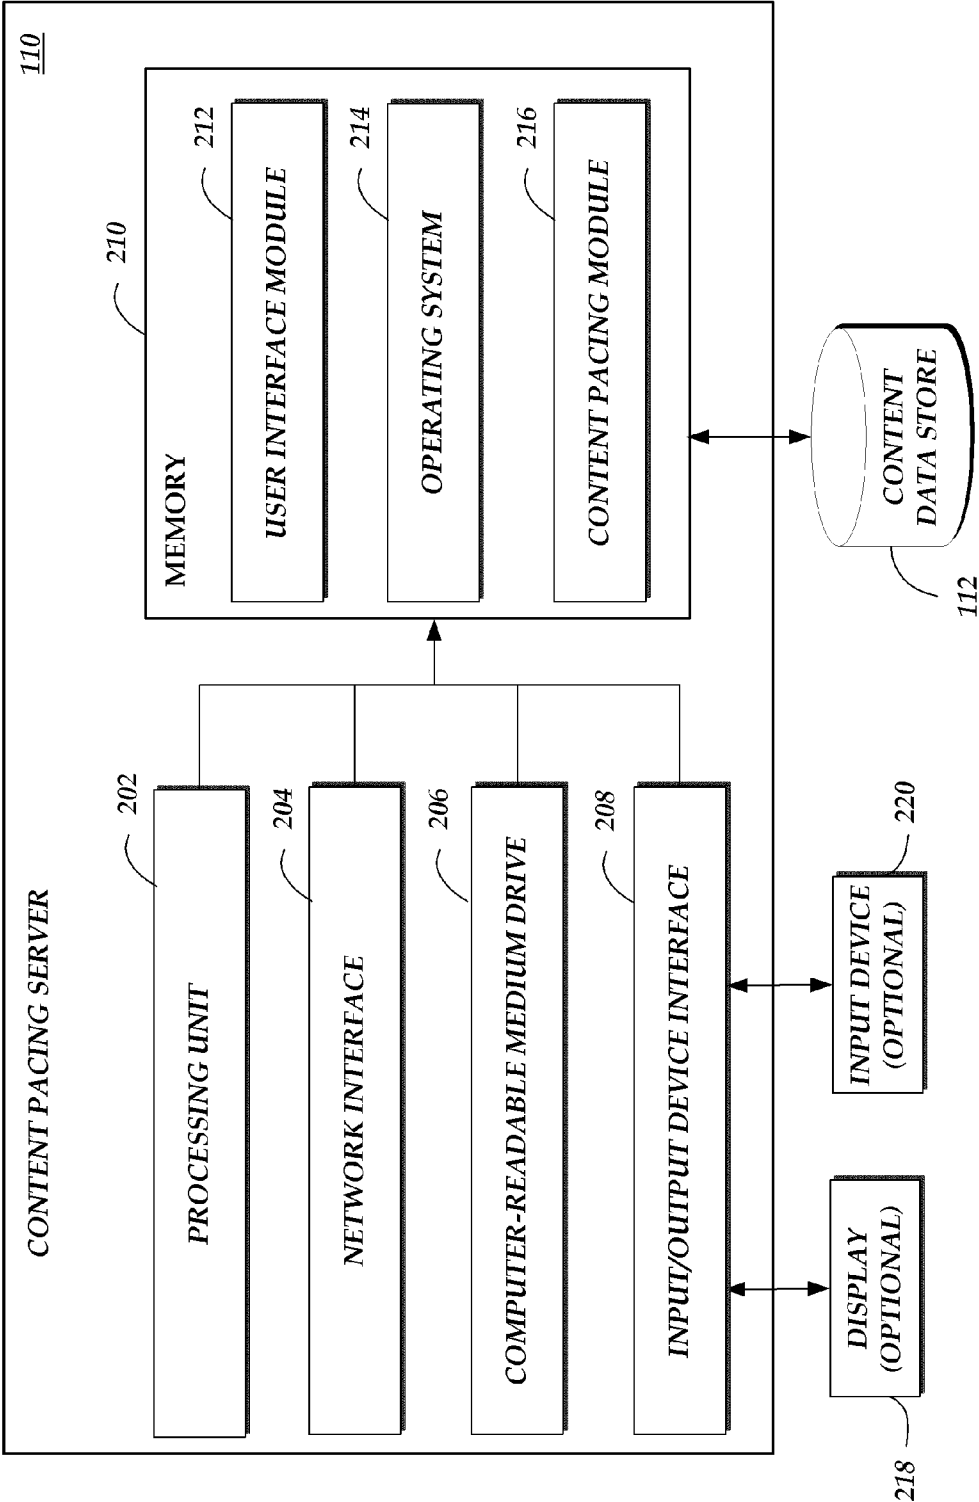 CONTENT PACING SERVER
110
202
PROCESSING UNIT
204
NETWORK INTERFACE
206
COMPUTER-READABLE MEDIUM DRIVE
208
INPUT/OUTPUT DEVICE INTERFACE
210
MEMORY
212
USER INTERFACE MODULE
214
OPERATING SYSTEM
216
CONTENT PACING MODULE
218
DISPLAY
(OPTIONAL)
220
INPUT DEVICE
(OPTIONAL)
112
CONTENT
DATA STORE